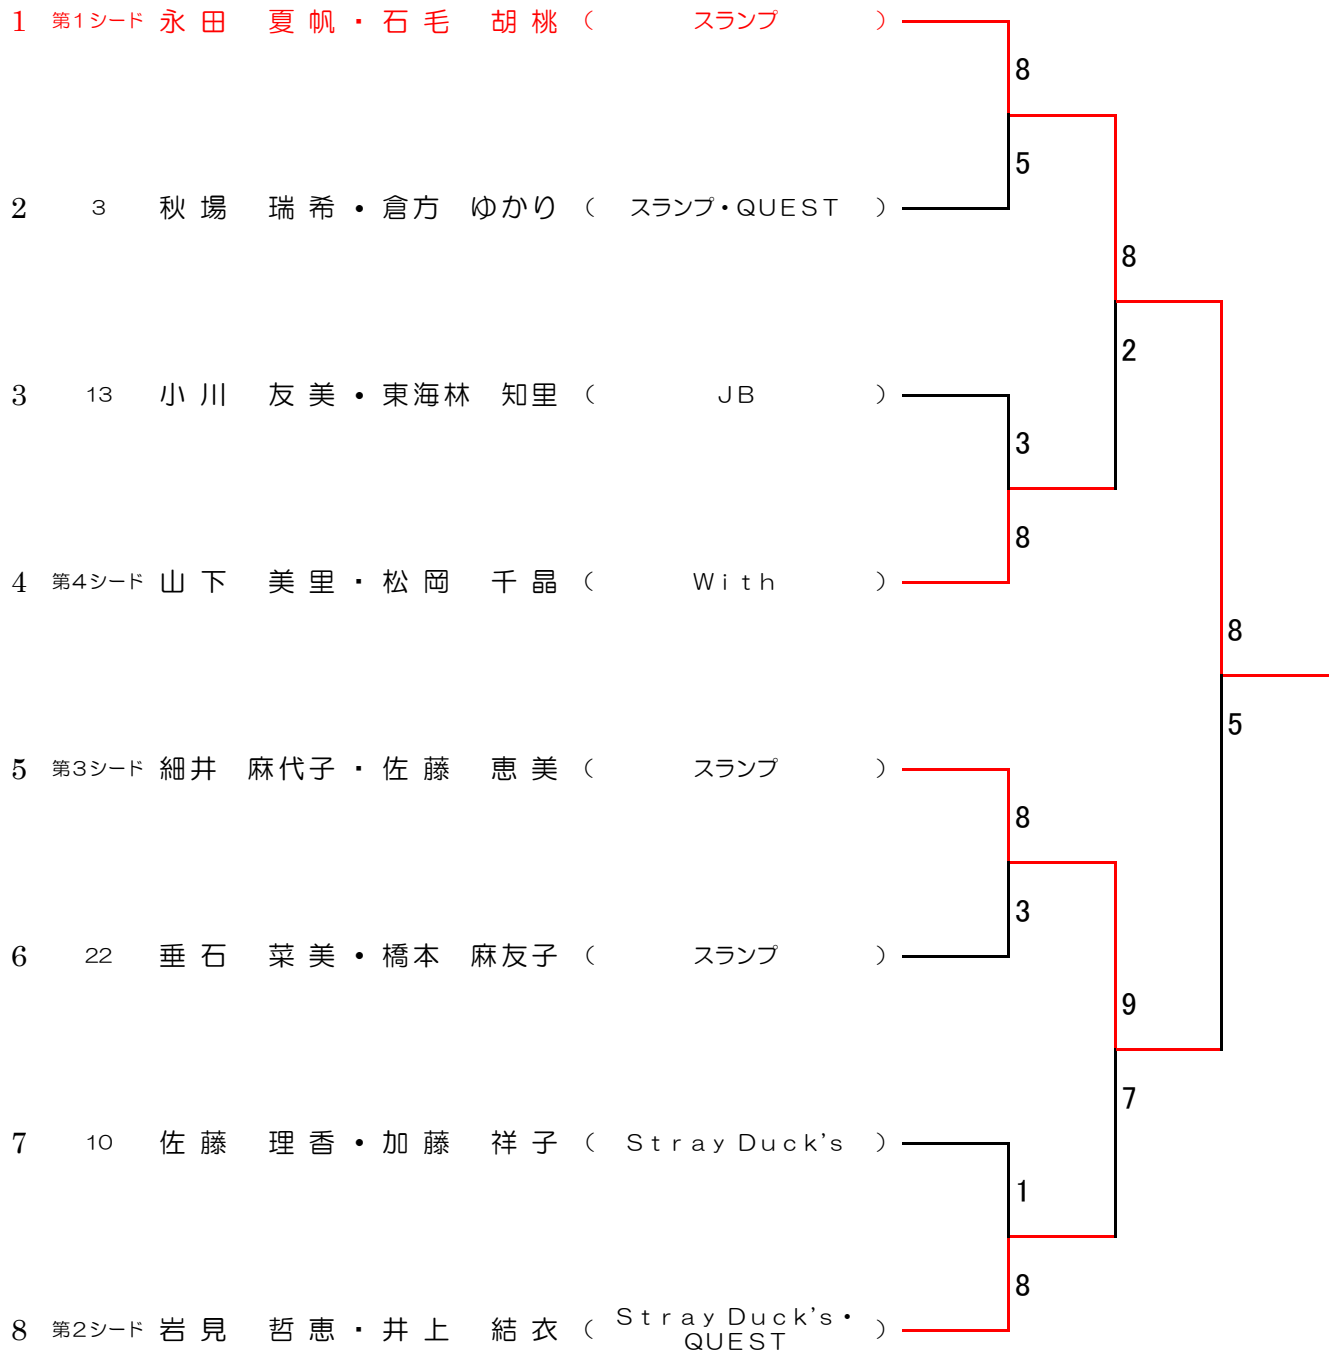 1 第1シード 永田 夏帆・石毛 胡桃 ( スランプ )
8
5
2 3 秋場 瑞希・倉方 ゆかり ( スランプ・QUEST )
8
2
3 13 小川 友美・東海林 知里 ( JB )
3
8
4 第4シード 山下 美里・松岡 千晶 ( With )
8
5
5 第3シード 細井 麻代子・佐藤 恵美 ( スランプ )
8
3
6 22 垂石 菜美・橋本 麻友子 ( スランプ )
9
7
7 10 佐藤 理香・加藤 祥子 ( Stray Duck's )
1
8
8 第2シード 岩見 哲恵・井上 結衣 ( Stray Duck's・
QUEST )